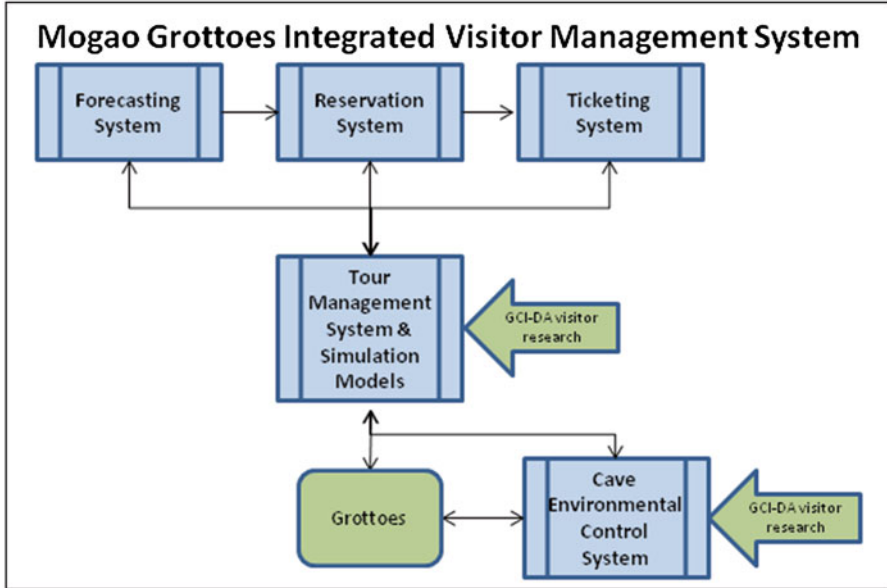 Mogao Grottoes Integrated Visitor Management System
Forecasting
System
Reservation
System
Ticketing
System
Tour
Management
System &
Simulation
Models
GCI-DA visitor
research
Grottoes
Cave
Environmental
Control
System
GCI-DA visitor
research